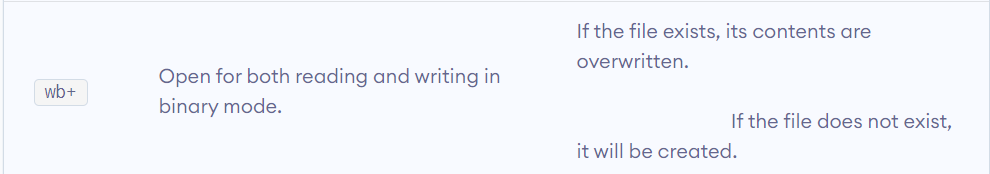 wb+
Open for both reading and writing in
binary mode.
If the file exists, its contents are
overwritten.
If the file does not exist,
it will be created.